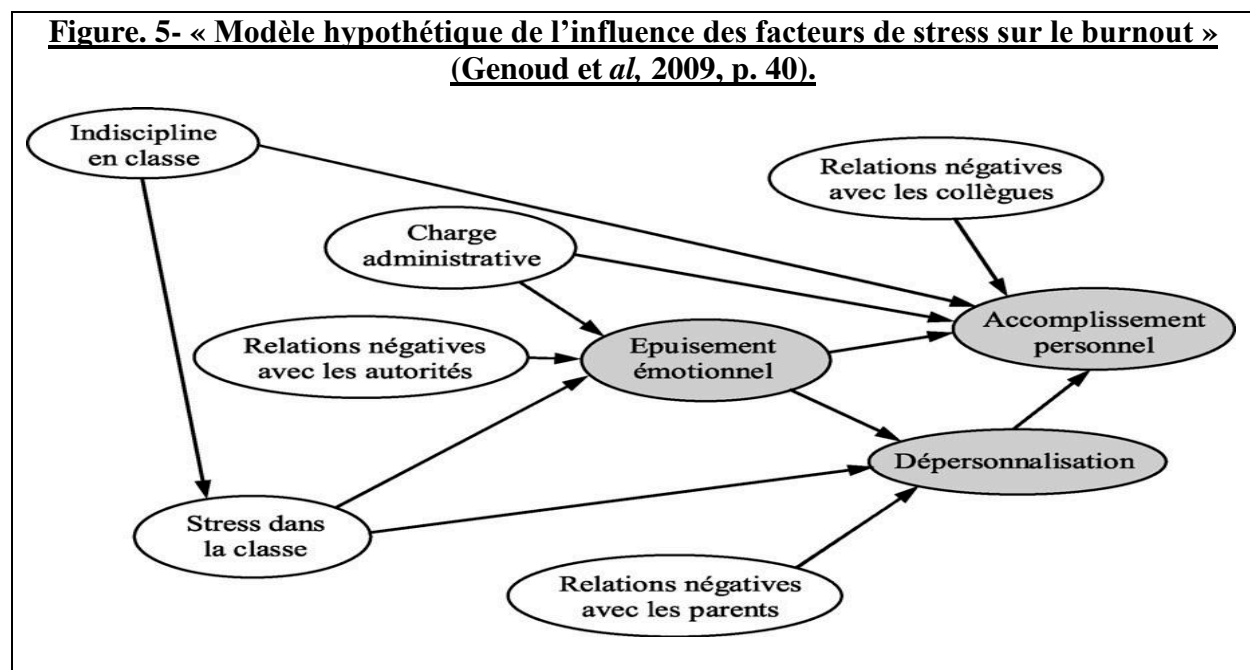 Figure. 5- « Modèle hypothétique de l’influence des facteurs de stress sur le burnout »
(Genoud et al, 2009, p. 40).
Indiscipline
en classe
Relations négatives
avec les collègues
Charge
administrative
Accomplissement
personnel
Relations négatives
avec les autorités
Epuisement
émotionnel
Dépersonnalisation
Stress dans
la classe
Relations négatives
avec les parents